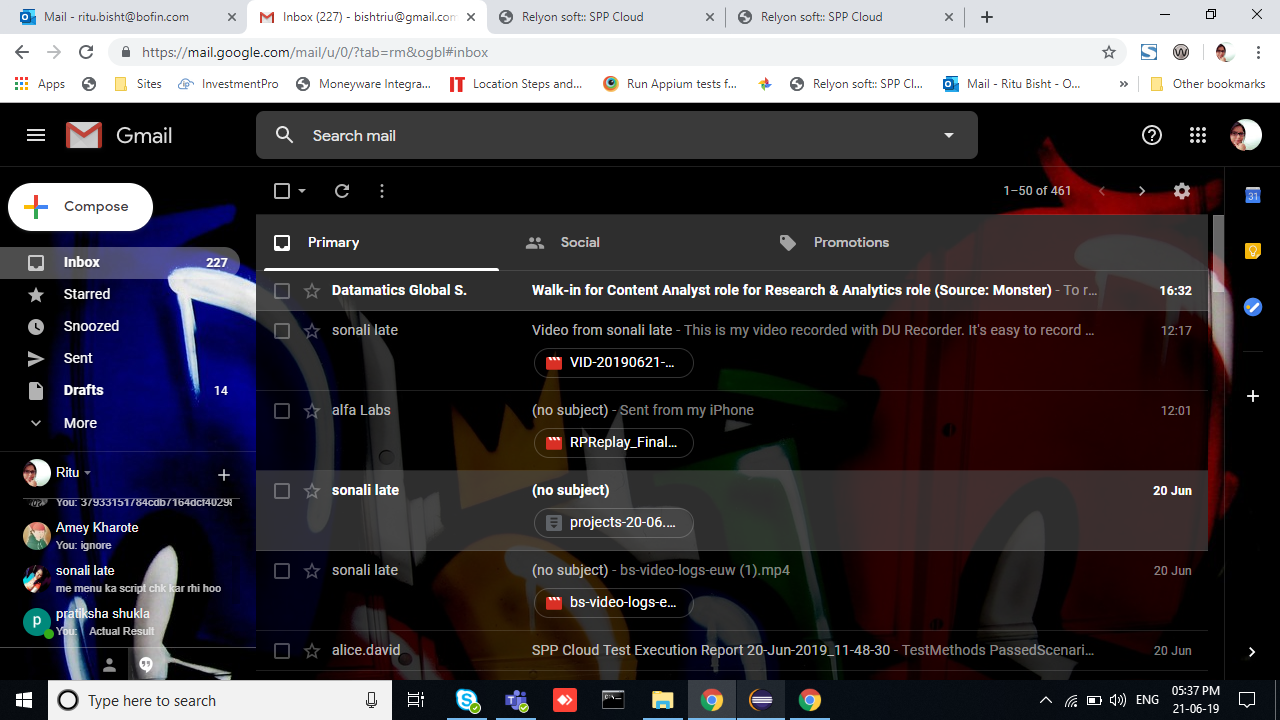 Mail - ritu.bisht@bofin.com
Inbox (227) - bishtriu@gmail.com
Relyon soft:: SPP Cloud
Relyon soft:: SPP Cloud
https://mail.google.com/mail/u/0/?tab=rm&ogbl#inbox
Apps
Sites
InvestmentPro
Moneyware Integra...
Location Steps and...
Run Appium tests f...
Relyon soft:: SPP Cl...
Mail - Ritu Bisht - O...
» Other bookmarks
Gmail
Search mail
Compose
1–50 of 461
31
Inbox 227
Starred
Snoozed
Sent
Drafts 14
More
Ritu
You: 37933151784cdb7164dcf40298
Amey Kharote
You: ignore
sonali late
me menu ka script chk kar rhi hoo
p
pratiksha shukla
You: Actual Result
Primary
Social
Promotions
Datamatics Global S. Walk-in for Content Analyst role for Research & Analytics role (Source: Monster) - To r... 16:32
sonali late Video from sonali late - This is my video recorded with DU Recorder. It's easy to record ... 12:17
VID-20190621-...
alfa Labs (no subject) - Sent from my iPhone 12:01
RPReplay_Final...
sonali late (no subject) 20 Jun
projects-20-06....
sonali late (no subject) - bs-video-logs-euw (1).mp4 20 Jun
bs-video-logs-e...
alice.david SPP Cloud Test Execution Report 20-Jun-2019_11-48-30 - TestMethods PassedScenari... 20 Jun
Type here to search
ENG
05:37 PM
21-06-19